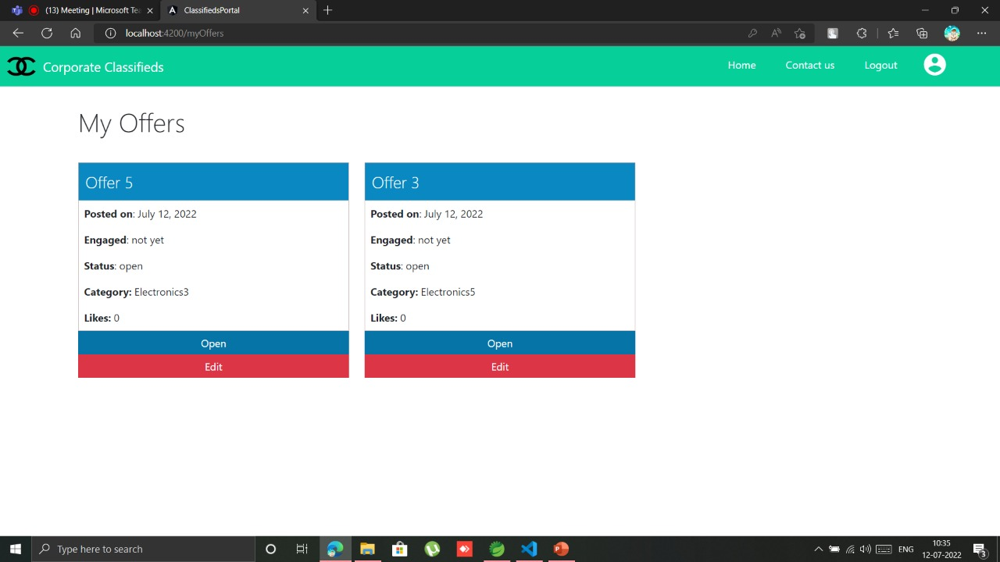 (13) Meeting | Microsoft Tea
ClassifiedsPortal
localhost:4200/myOffers
Corporate Classifieds
Home
Contact us
Logout
My Offers
Offer 5
Posted on: July 12, 2022
Engaged: not yet
Status: open
Category: Electronics3
Likes: 0
Open
Edit
Offer 3
Posted on: July 12, 2022
Engaged: not yet
Status: open
Category: Electronics5
Likes: 0
Open
Edit
Type here to search
ENG
10:35
12-07-2022
3